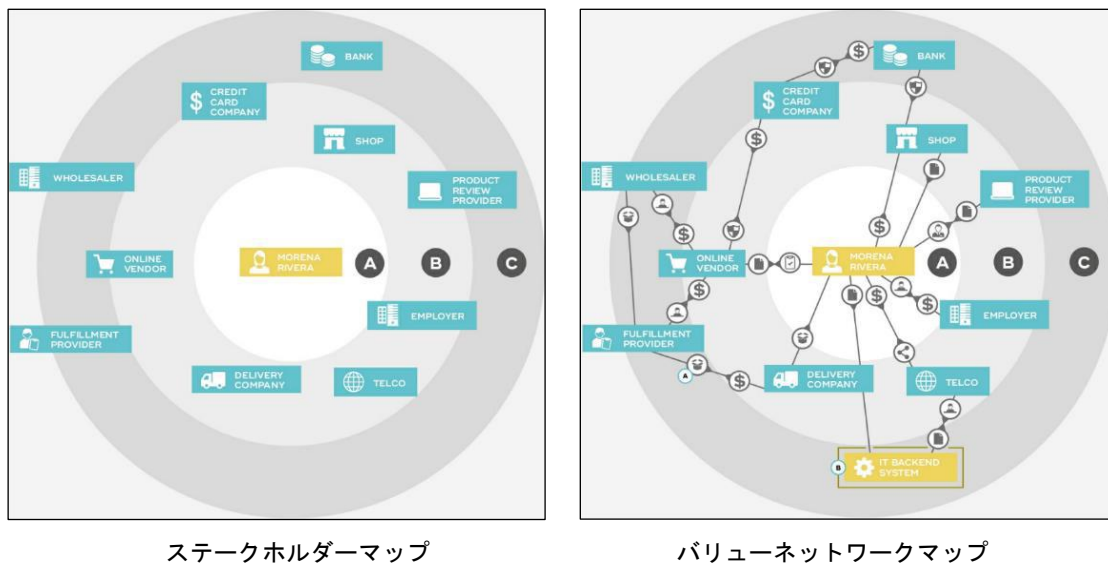 BANK
$ CREDIT
CARD
COMPANY
SHOP
WHOLESALER
PRODUCT
REVIEW
PROVIDER
ONLINE
VENDOR
MORENA
RIVERA
A
B
C
EMPLOYER
FULFILLMENT
PROVIDER
DELIVERY
COMPANY
TELCO
ステークホルダーマップ
$
BANK
$ CREDIT
CARD
COMPANY
$
SHOP
WHOLESALER
PRODUCT
REVIEW
PROVIDER
$
$
ONLINE
VENDOR
MORENA
RIVERA
A
B
C
$
$
$
EMPLOYER
FULFILLMENT
PROVIDER
A
$
DELIVERY
COMPANY
TELCO
B
IT BACKEND
SYSTEM
バリューネットワークマップ